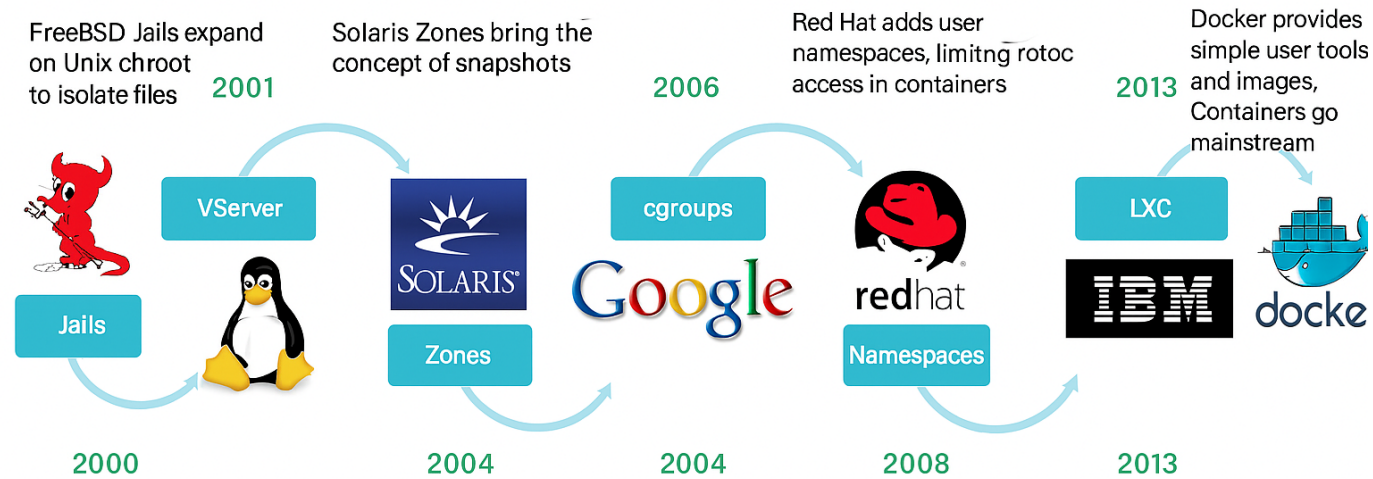 FreeBSD Jails expand
on Unix chroot
to isolate files
2001
Solaris Zones bring the
concept of snapshots
2006
Red Hat adds user
namespaces, limitng rotoc
access in containers
2013
Docker provides
simple user tools
and images,
Containers go
mainstream
VServer
cgroups
LXC
SOLARIS®
Google
redhat
®
IBM
docke
Jails
Zones
Namespaces
2000
2004
2004
2008
2013